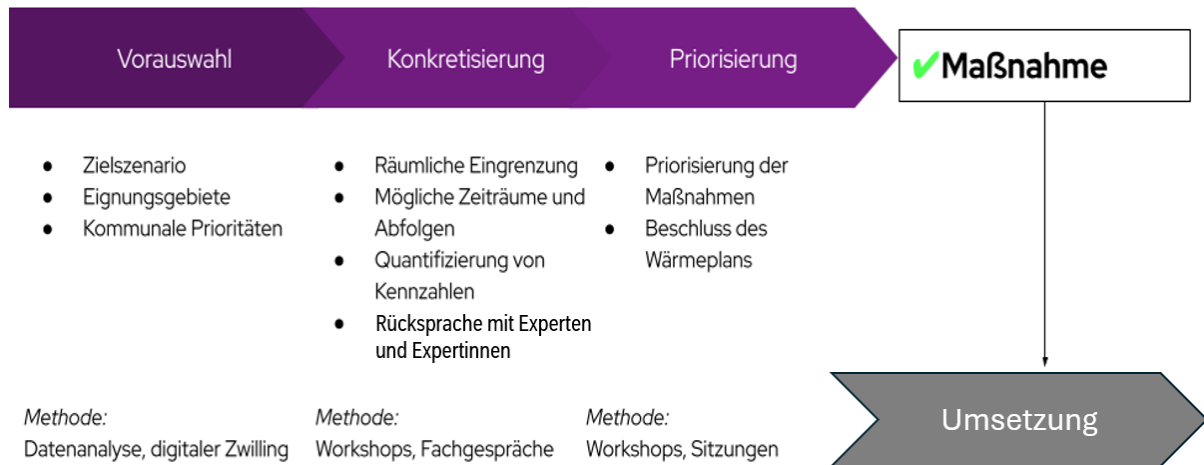 Vorauswahl
Konkretisierung
Priorisierung
✔Maßnahme
• Zielszenario
• Eignungsgebiete
• Kommunale Prioritäten
• Räumliche Eingrenzung
• Mögliche Zeiträume und
Abfolgen
• Quantifizierung von
Kennzahlen
• Rücksprache mit Experten
und Expertinnen
• Priorisierung der
Maßnahmen
• Beschluss des
Wärmeplans
Methode:
Datenanalyse, digitaler Zwilling
Methode:
Workshops, Fachgespräche
Methode:
Workshops, Sitzungen
Umsetzung